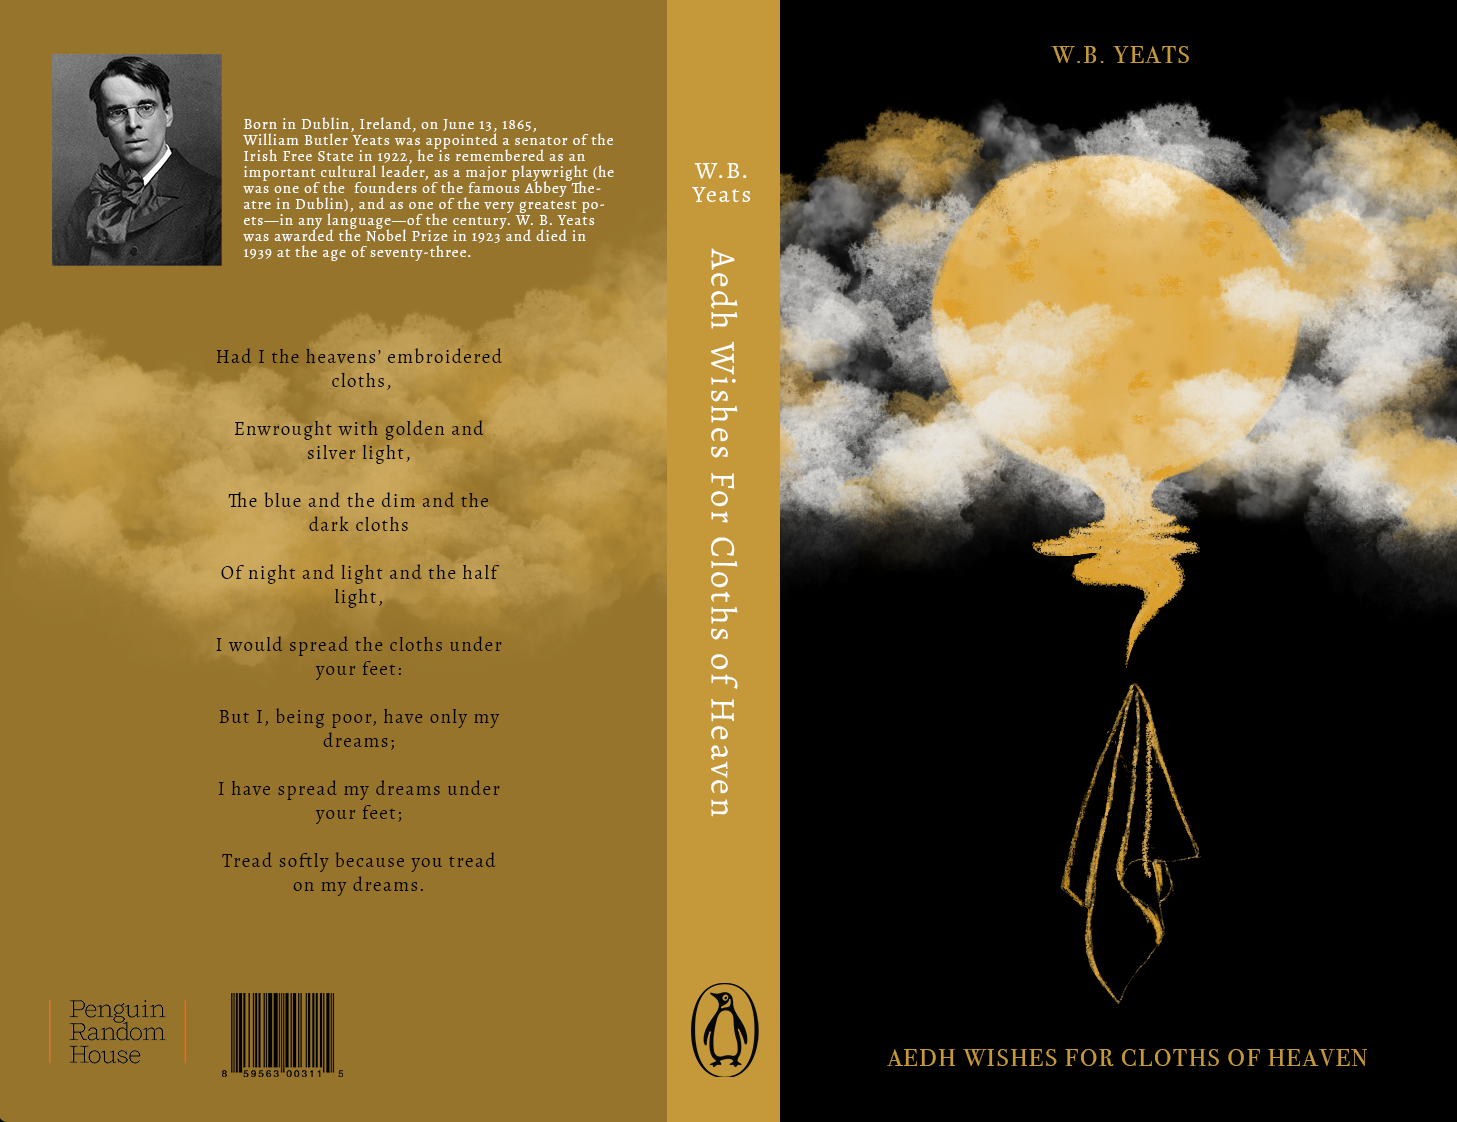 Born in Dublin, Ireland, on June 13, 1865,
William Butler Yeats was appointed a senator of the
Irish Free State in 1922, he is remembered as an
important cultural leader, as a major playwright (he
was one of the founders of the famous Abbey The-
atre in Dublin), and as one of the very greatest po-
ets—in any language—of the century. W. B. Yeats
was awarded the Nobel Prize in 1923 and died in
1939 at the age of seventy-three.
Had I the heavens’ embroidered
cloths,
Enwrought with golden and
silver light,
The blue and the dim and the
dark cloths
Of night and light and the half
light,
I would spread the cloths under
your feet:
But I, being poor, have only my
dreams;
I have spread my dreams under
your feet;
Tread softly because you tread
on my dreams.
Penguin
Random
House
8 59563 00311 5
W.B.
Yeats
Aedh Wishes For Cloths of Heaven
W.B. YEATS
AEDH WISHES FOR CLOTHS OF HEAVEN